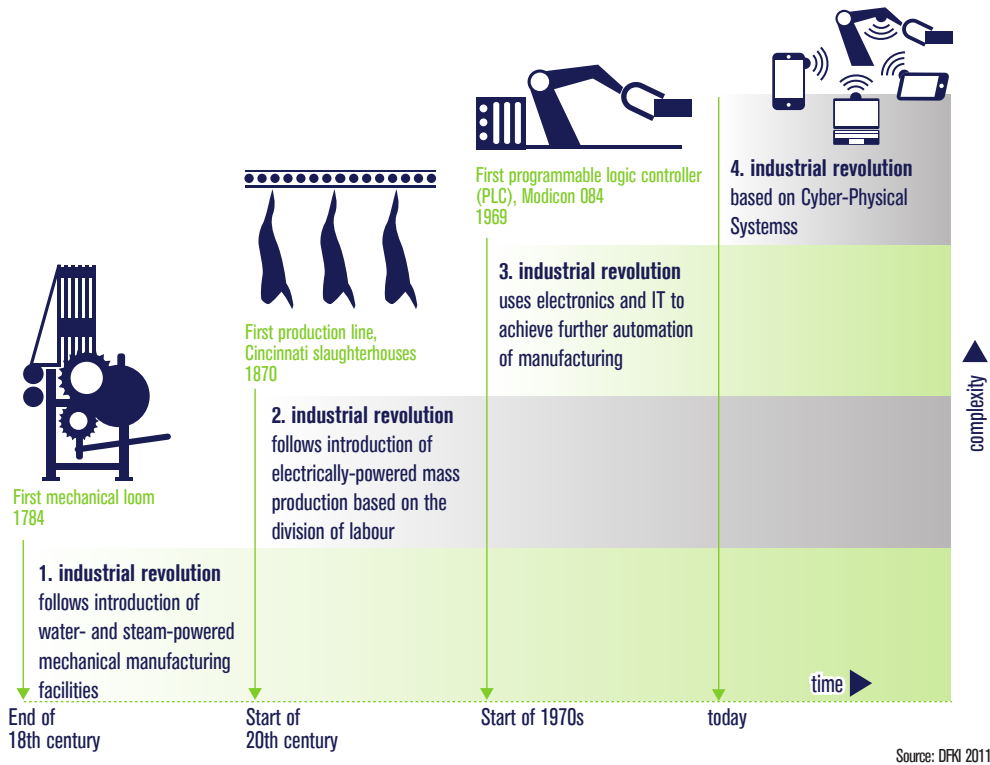 First mechanical loom
1784
1. industrial revolution
follows introduction of
water- and steam-powered
mechanical manufacturing
facilities
End of
18th century
First production line,
Cincinnati slaughterhouses
1870
2. industrial revolution
follows introduction of
electrically-powered mass
production based on the
division of labour
Start of
20th century
First programmable logic controller
(PLC), Modicon 084
1969
3. industrial revolution
uses electronics and IT to
achieve further automation
of manufacturing
Start of 1970s
4. industrial revolution
based on Cyber-Physical
Systemss
today
time
complexity
Source: DFKI 2011